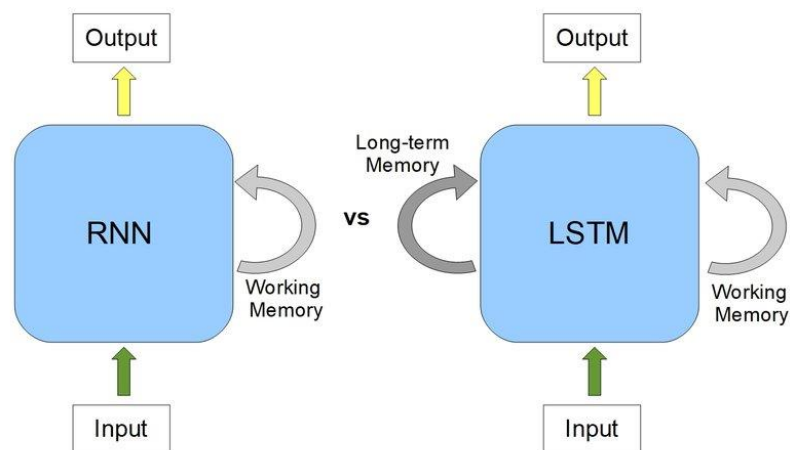 Output
RNN
Working
Memory
Input
vs
Output
Long-term
Memory
LSTM
Working
Memory
Input